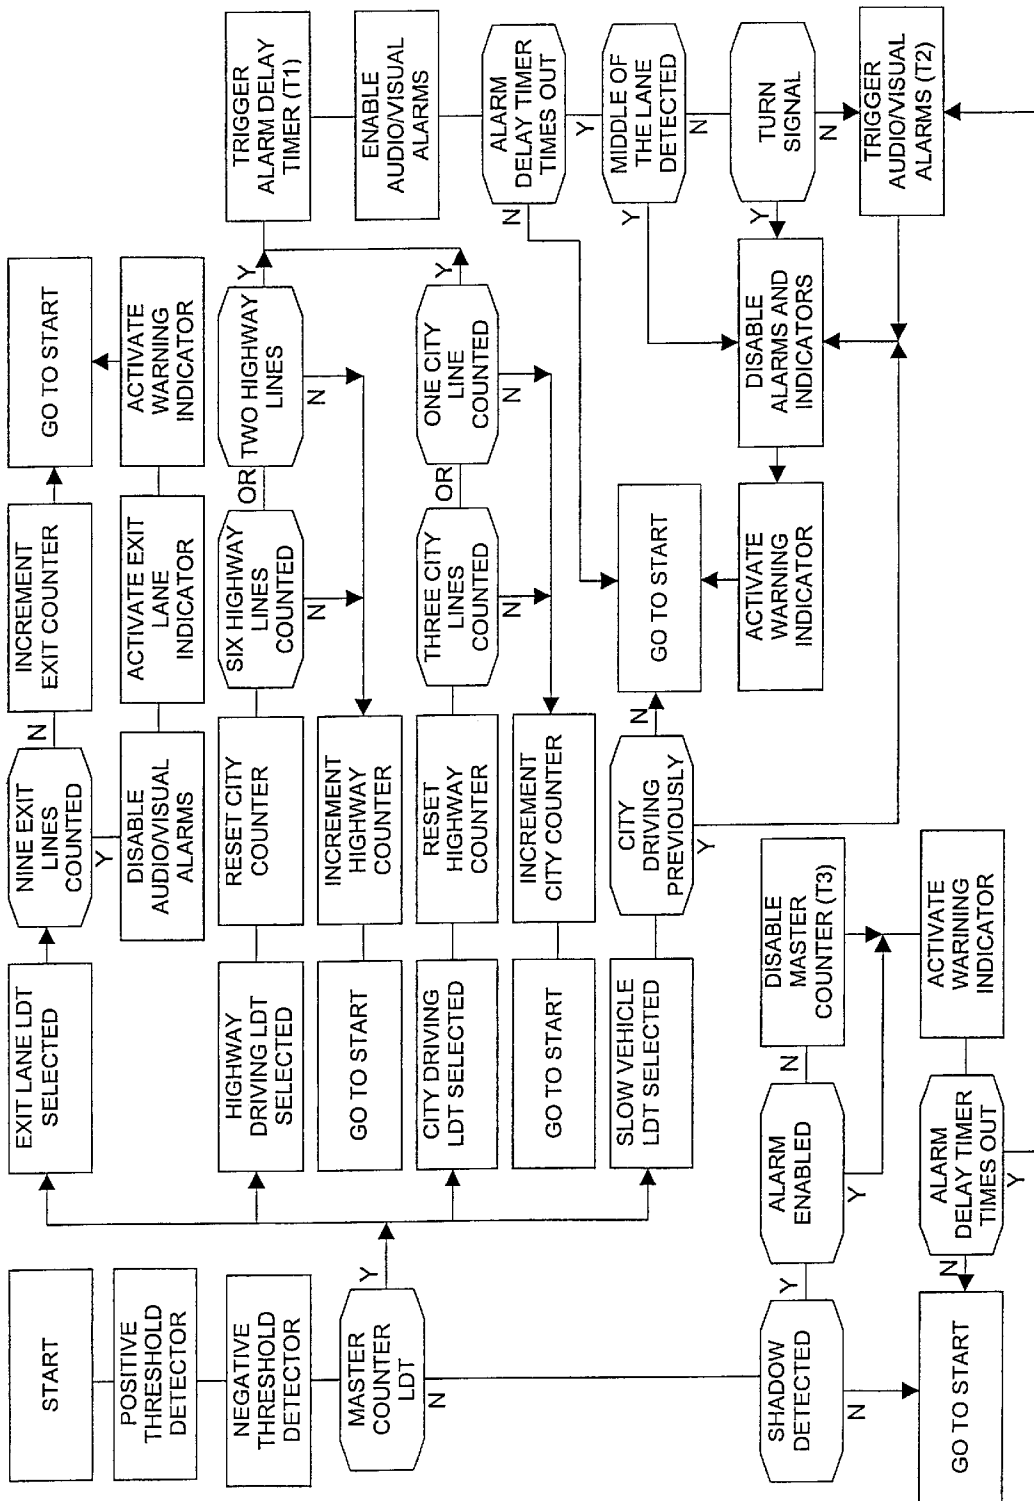 START
POSITIVE
THRESHOLD
DETECTOR
NEGATIVE
THRESHOLD
DETECTOR
MASTER
COUNTER
LDT
Y
N
SHADOW
DETECTED
Y
N
GO TO START
EXIT LANE LDT
SELECTED
NINE EXIT
LINES
COUNTED
N
Y
INCREMENT
EXIT COUNTER
GO TO START
DISABLE
AUDIO/VISUAL
ALARMS
ACTIVATE EXIT
LANE
INDICATOR
ACTIVATE
WARNING
INDICATOR
HIGHWAY
DRIVING LDT
SELECTED
RESET CITY
COUNTER
SIX HIGHWAY
LINES
COUNTED
N
OR
TWO HIGHWAY
LINES
Y
N
GO TO START
INCREMENT
HIGHWAY
COUNTER
CITY DRIVING
LDT SELECTED
RESET
HIGHWAY
COUNTER
THREE CITY
LINES
COUNTED
N
OR
ONE CITY
LINE
COUNTED
Y
N
GO TO START
INCREMENT
CITY COUNTER
SLOW VEHICLE
LDT SELECTED
CITY
DRIVING
PREVIOUSLY
N
Y
GO TO START
ACTIVATE
WARNING
INDICATOR
DISABLE
ALARMS AND
INDICATORS
TRIGGER
ALARM DELAY
TIMER (T1)
ENABLE
AUDIO/VISUAL
ALARMS
ALARM
DELAY TIMER
TIMES OUT
N
Y
MIDDLE OF
THE LANE
DETECTED
Y
N
TURN
SIGNAL
Y
N
TRIGGER
AUDIO/VISUAL
ALARMS (T2)
ALARM
ENABLED
N
Y
DISABLE
MASTER
COUNTER (T3)
ACTIVATE
WARINING
INDICATOR
ALARM
DELAY TIMER
TIMES OUT
N
Y